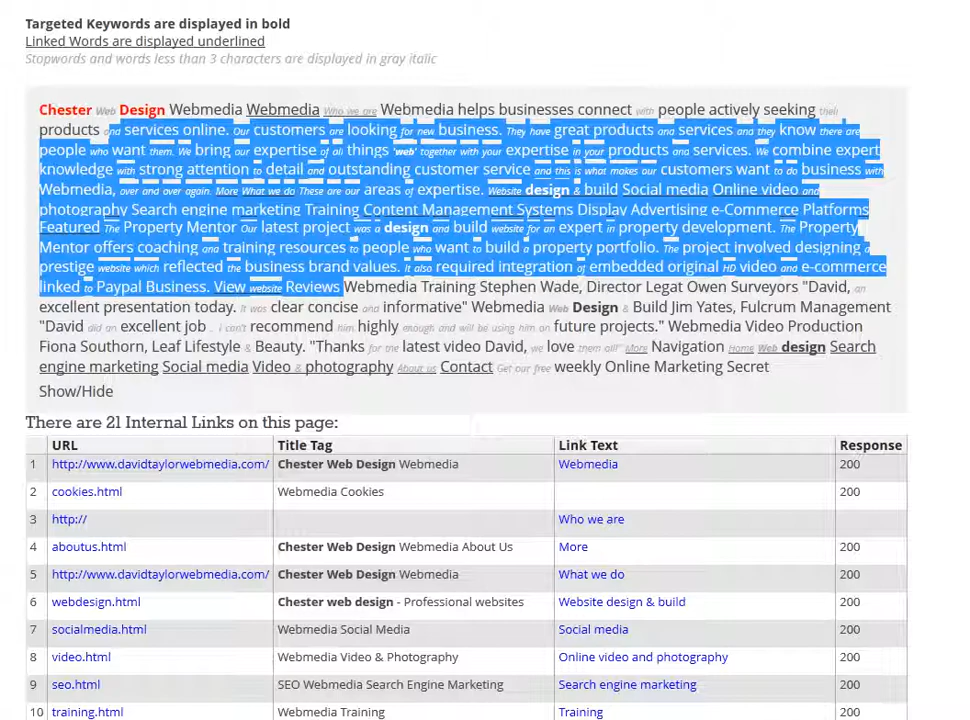 Targeted Keywords are displayed in bold
Linked Words are displayed underlined
Stopwords and words less than 3 characters are displayed in gray italic
Chester Web Design Webmedia Webmedia Who we are Webmedia helps businesses connect with people actively seeking their
products and services online. Our customers are looking for new business. They have great products and services and they know there are
people who want them. We bring our expertise of all things 'web' together with your expertise in your products and services. We combine expert
knowledge with strong attention to detail and outstanding customer service and this is what makes our customers want to do business with
Webmedia, over and over again. More What we do These are our areas of expertise. Website design & build Social media Online video and
photography Search engine marketing Training Content Management Systems Display Advertising e-Commerce Platforms
Featured The Property Mentor Our latest project was a design and build website for an expert in property development. The Property
Mentor offers coaching and training resources to people who want to build a property portfolio. The project involved designing a
prestige website which reflected the business brand values. It also required integration of embedded original HD video and e-commerce
linked to Paypal Business. View website Reviews Webmedia Training Stephen Wade, Director Legat Owen Surveyors "David, an
excellent presentation today. It was clear concise and informative" Webmedia Web Design & Build Jim Yates, Fulcrum Management
"David did an excellent job , I can't recommend him highly enough and will be using him on future projects." Webmedia Video Production
Fiona Southorn, Leaf Lifestyle & Beauty. "Thanks for the latest video David, we love them all!" More Navigation Home Web design Search
engine marketing Social media Video & photography About us Contact Get our free weekly Online Marketing Secret
Show/Hide
There are 21 Internal Links on this page:
URL Title Tag Link Text Response
1 http://www.davidtaylorwebmedia.com/ Chester Web Design Webmedia Webmedia 200
2 cookies.html Webmedia Cookies 200
3 http:// Who we are
4 aboutus.html Chester Web Design Webmedia About Us More 200
5 http://www.davidtaylorwebmedia.com/ Chester Web Design Webmedia What we do 200
6 webdesign.html Chester web design - Professional websites Website design & build 200
7 socialmedia.html Webmedia Social Media Social media 200
8 video.html Webmedia Video & Photography Online video and photography 200
9 seo.html SEO Webmedia Search Engine Marketing Search engine marketing 200
10 training.html Webmedia Training Training 200